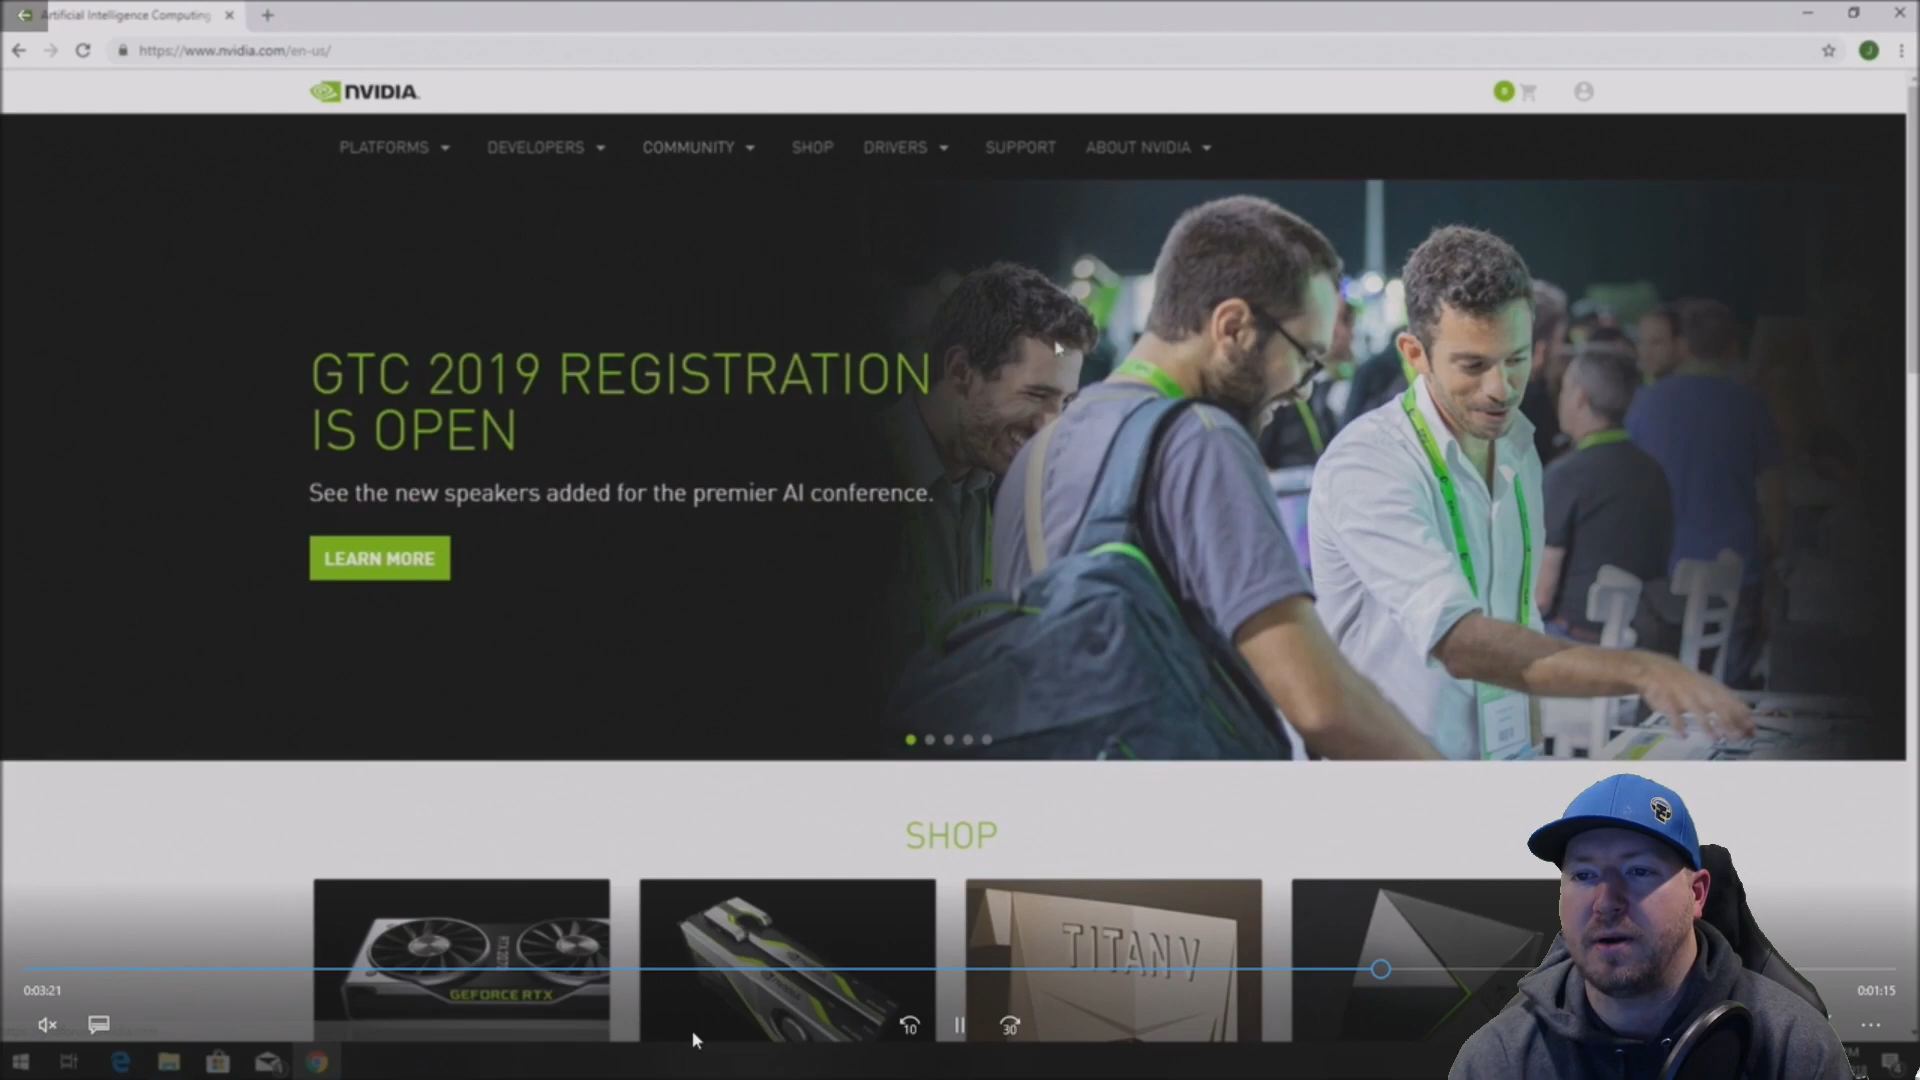 Artificial Intelligence Computing
https://www.nvidia.com/en-us/
NVIDIA.
0
J
PLATFORMS DEVELOPERS COMMUNITY SHOP DRIVERS SUPPORT ABOUT NVIDIA
GTC 2019 REGISTRATION
IS OPEN
See the new speakers added for the premier AI conference.
LEARN MORE
SHOP
GEFORCE RTX
TITAN V
0:03:21
0:01:15
10
30